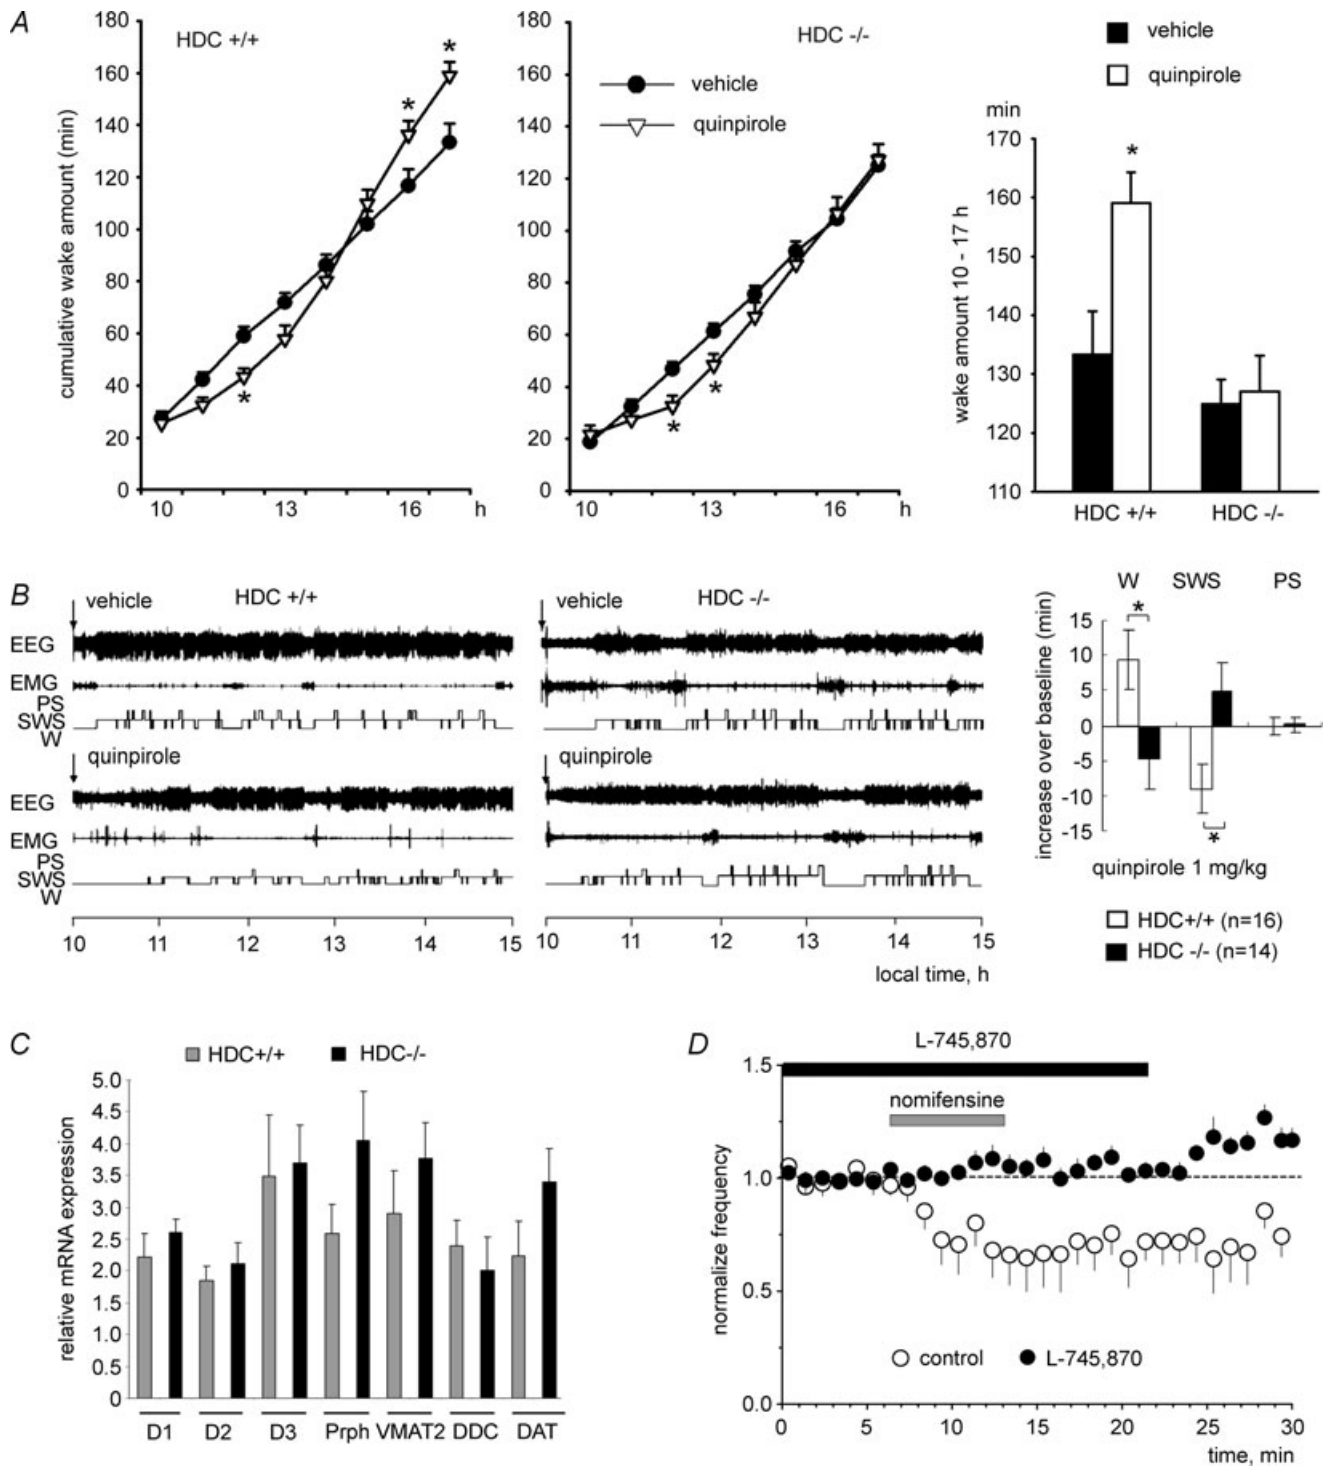 A
HDC +/+
cumulative wake amount (min)
180
160
140
120
100
80
60
40
20
0
10
13
16
h
*
*
*
HDC -/-
vehicle
quinpirole
180
160
140
120
100
80
60
40
20
0
10
13
16
h
*
*
vehicle
quinpirole
min
wake amount 10 - 17 h
170
160
150
140
130
120
110
*
HDC +/+
HDC -/-
B
vehicle
HDC +/+
vehicle
HDC -/-
EEG
EMG
PS
SWS
W
quinpirole
quinpirole
EEG
EMG
PS
SWS
W
10 11 12 13 14 15
10 11 12 13 14 15
local time, h
W SWS PS
increase over baseline (min)
15
10
5
0
-5
-10
-15
*
*
quinpirole 1 mg/kg
HDC+/+ (n=16)
HDC -/- (n=14)
C
HDC+/+
HDC-/-
relative mRNA expression
5.0
4.5
4.0
3.5
3.0
2.5
2.0
1.5
1.0
0.5
0
D1 D2 D3 Prph VMAT2 DDC DAT
D
L-745,870
nomifensine
normalize frequency
1.5
1.0
0.5
0.0
control
L-745,870
0 5 10 15 20 25 30
time, min